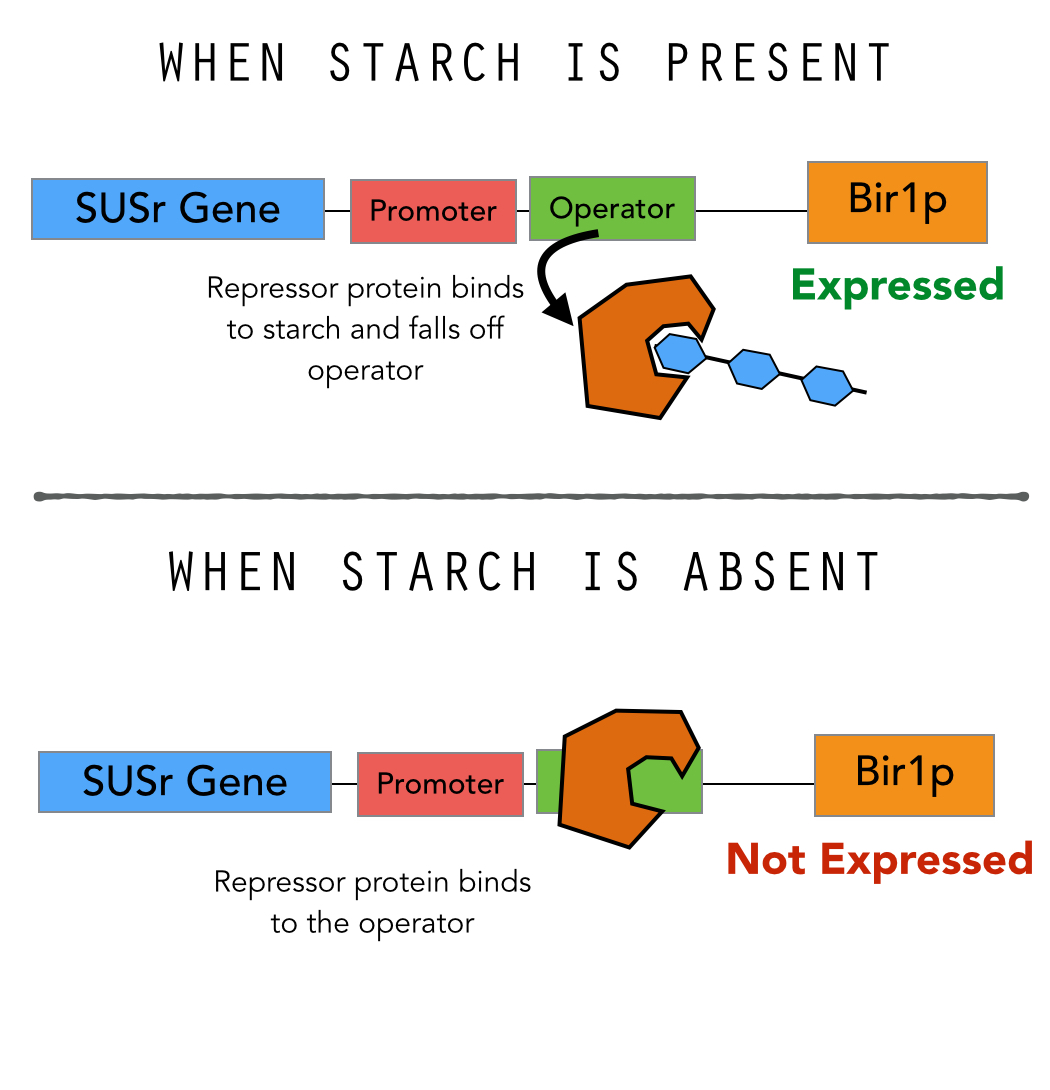 WHEN STARCH IS PRESENT
SUSr Gene
Promoter
Operator
Bir1p
Repressor protein binds
to starch and falls off
operator
Expressed
WHEN STARCH IS ABSENT
SUSr Gene
Promoter
Bir1p
Not Expressed
Repressor protein binds
to the operator